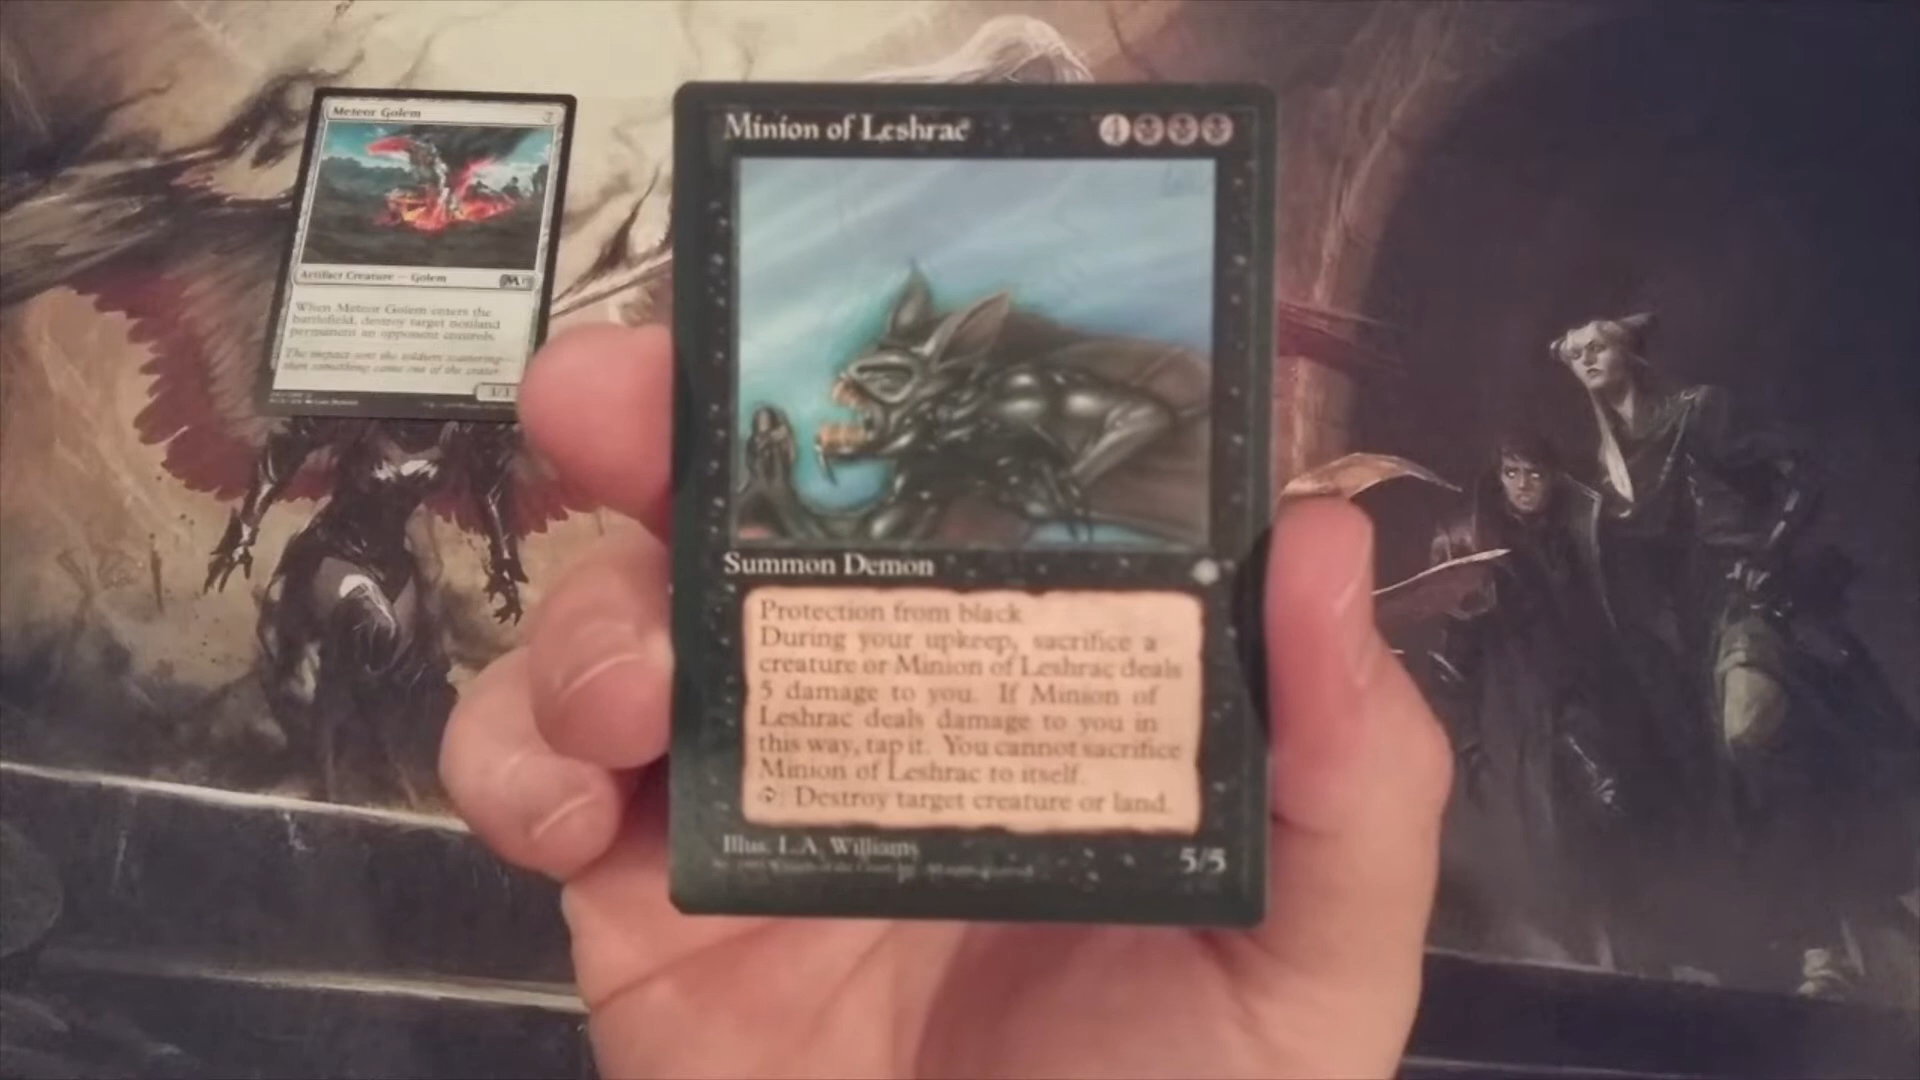 Meteor Golem 7
Artifact Creature — Golem
When Meteor Golem enters the
battlefield, destroy target nonland
permanent an opponent controls.
The impact sent the soldiers scattering—
then something came out of the crater.
3/3
Minion of Leshrac 4
Summon Demon
Protection from black
During your upkeep, sacrifice a
creature or Minion of Leshrac deals
5 damage to you. If Minion of
Leshrac deals damage to you in
this way, tap it. You cannot sacrifice
Minion of Leshrac to itself.
: Destroy target creature or land.
Illus. L.A. Williams
5/5